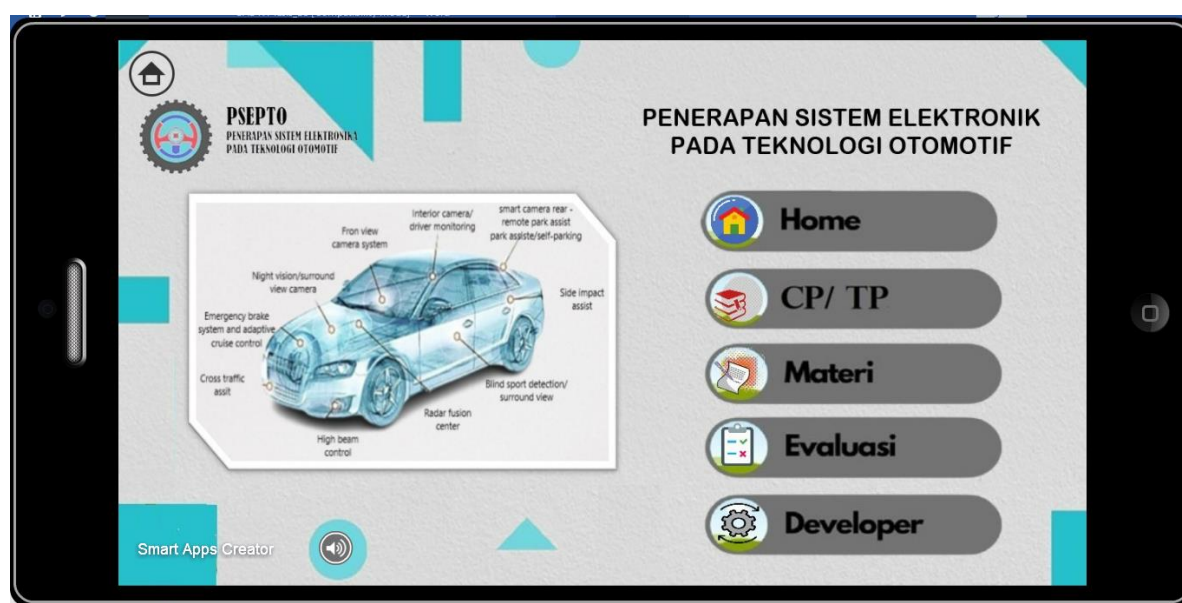 PSEPTO
PENERAPAN SISTEM ELEKTRONIKA
PADA TEKNOLOGI OTOMOTIF
PENERAPAN SISTEM ELEKTRONIK
PADA TEKNOLOGI OTOMOTIF
Interior camera/
driver monitoring
smart camera rear -
remote park assist
park assiste/self-parking
Fron view
camera system
Night vision/surround
view camera
Side impact
assist
Emergency brake
system and adaptive
cruise control
Cross traffic
assit
Blind sport detection/
surround view
Radar fusion
center
High beam
control
Home
CP/ TP
Materi
Evaluasi
Developer
Smart Apps Creator